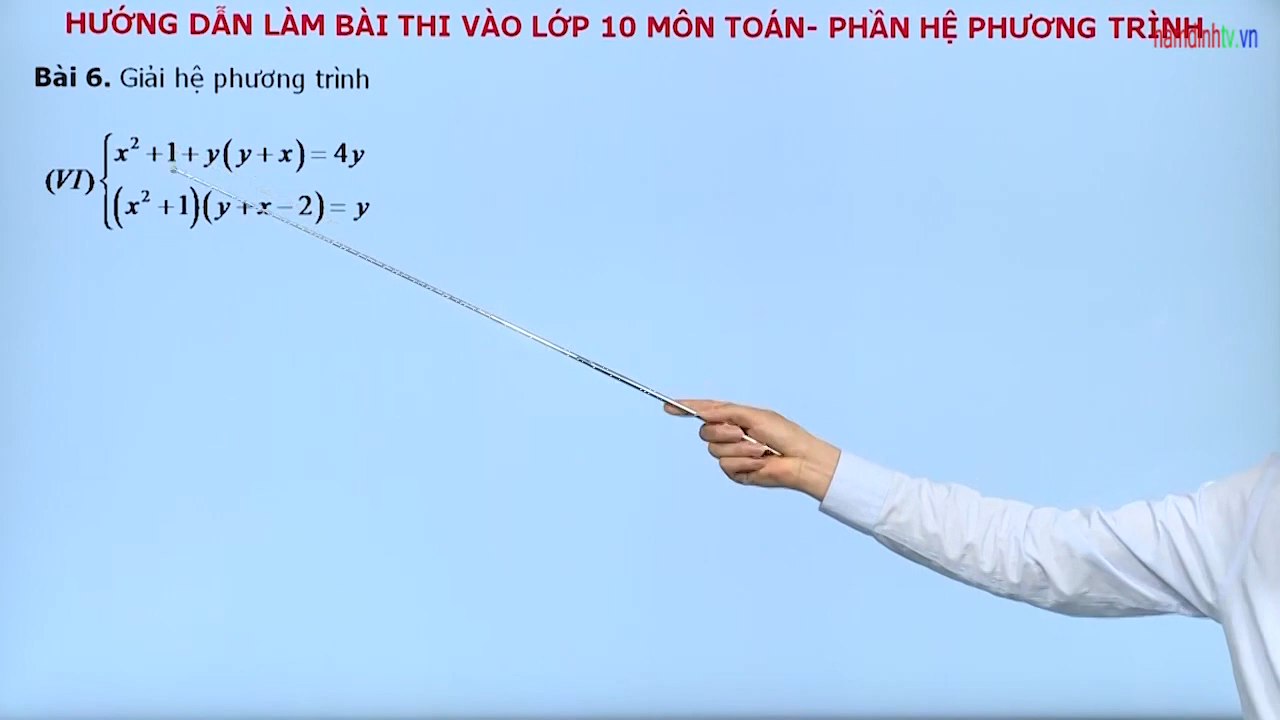 HƯỚNG DẪN LÀM BÀI THI VÀO LỚP 10 MÔN TOÁN- PHẦN HỆ PHƯƠNG TRÌNH
namdinhtv.vn
Bài 6. Giải hệ phương trình
(VI) { x² + 1 + y(y + x) = 4y
(x² + 1)(y + x − 2) = y